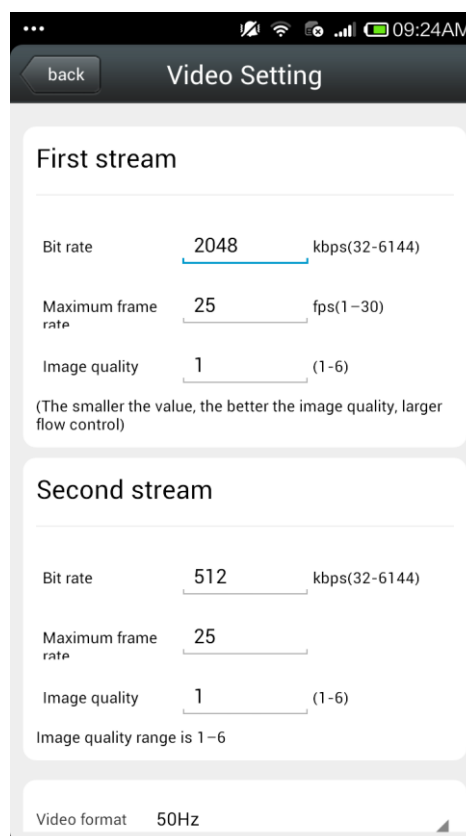 ... 09:24AM
back Video Setting
First stream
Bit rate 2048 kbps(32-6144)
Maximum frame 25 fps(1-30)
rate
Image quality 1 (1-6)
(The smaller the value, the better the image quality, larger
flow control)
Second stream
Bit rate 512 kbps(32-6144)
Maximum frame 25
rate
Image quality 1 (1-6)
Image quality range is 1-6
Video format 50Hz